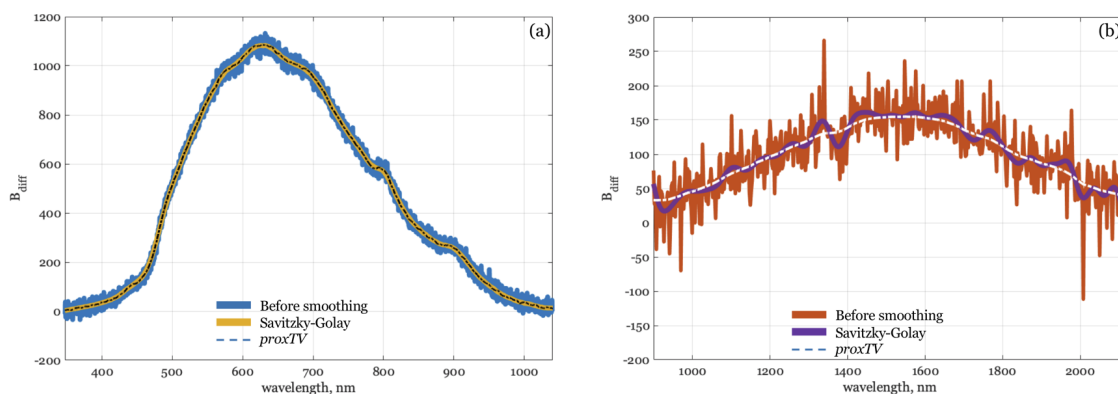 (a)
1200
1000
800
600
400
200
0
-200
B_diff
400 500 600 700 800 900 1000
wavelength, nm
Before smoothing
Savitzky-Golay
proxTV
(b)
300
250
200
150
100
50
0
-50
-100
-150
-200
B_diff
1000 1200 1400 1600 1800 2000
wavelength, nm
Before smoothing
Savitzky-Golay
proxTV